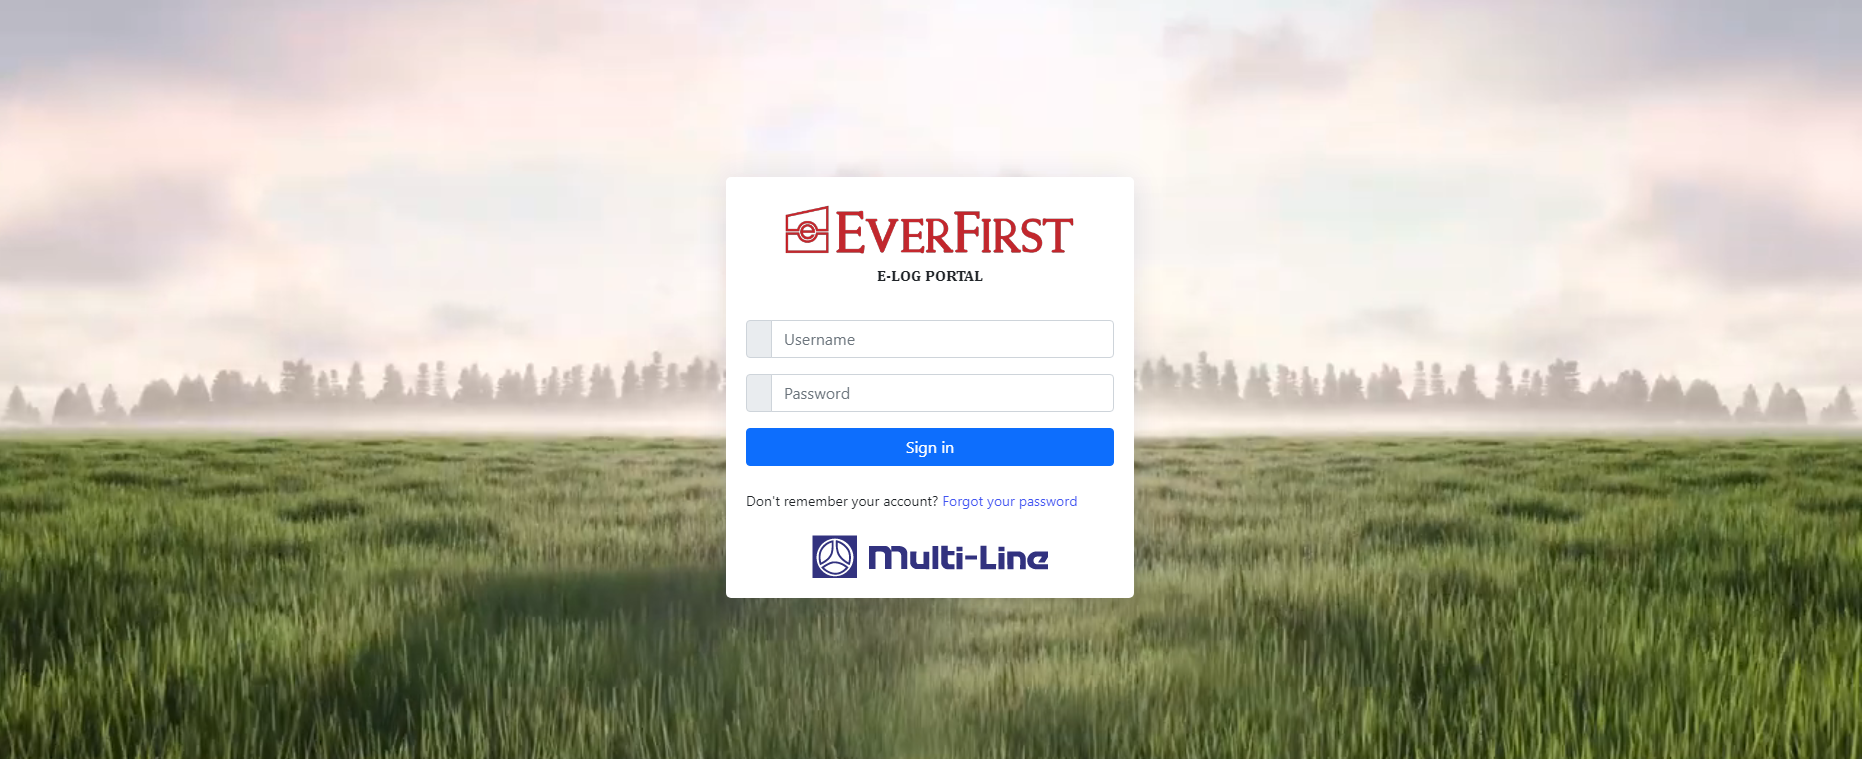 EVERFIRST
E-LOG PORTAL
Username
Password
Sign in
Don't remember your account? Forgot your password
Multi-Line